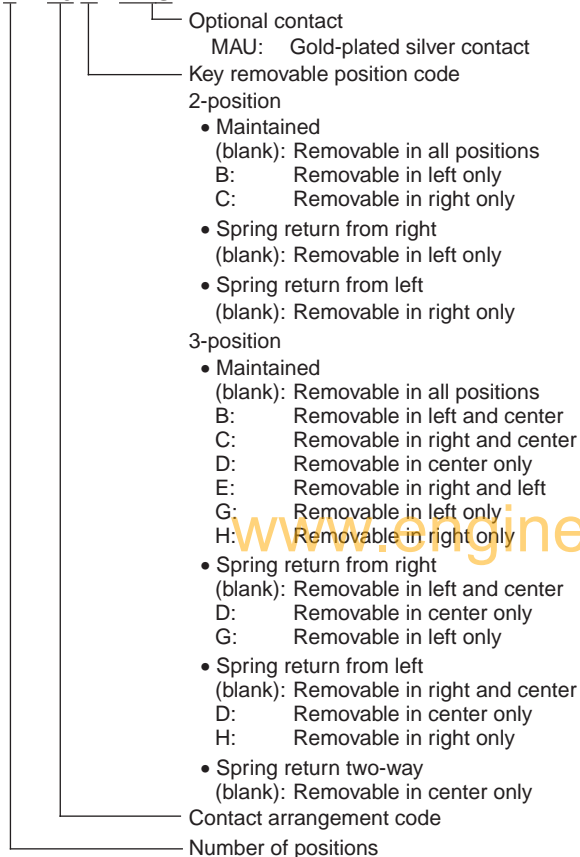 Optional contact
MAU: Gold-plated silver contact
Key removable position code
2-position
• Maintained
(blank): Removable in all positions
B: Removable in left only
C: Removable in right only
• Spring return from right
(blank): Removable in left only
• Spring return from left
(blank): Removable in right only
3-position
• Maintained
(blank): Removable in all positions
B: Removable in left and center
C: Removable in right and center
D: Removable in center only
E: Removable in right and left
G: Removable in left only
H: Removable in right only
www.engine
• Spring return from right
(blank): Removable in left and center
D: Removable in center only
G: Removable in left only
• Spring return from left
(blank): Removable in right and center
D: Removable in center only
H: Removable in right only
• Spring return two-way
(blank): Removable in center only
Contact arrangement code
Number of positions